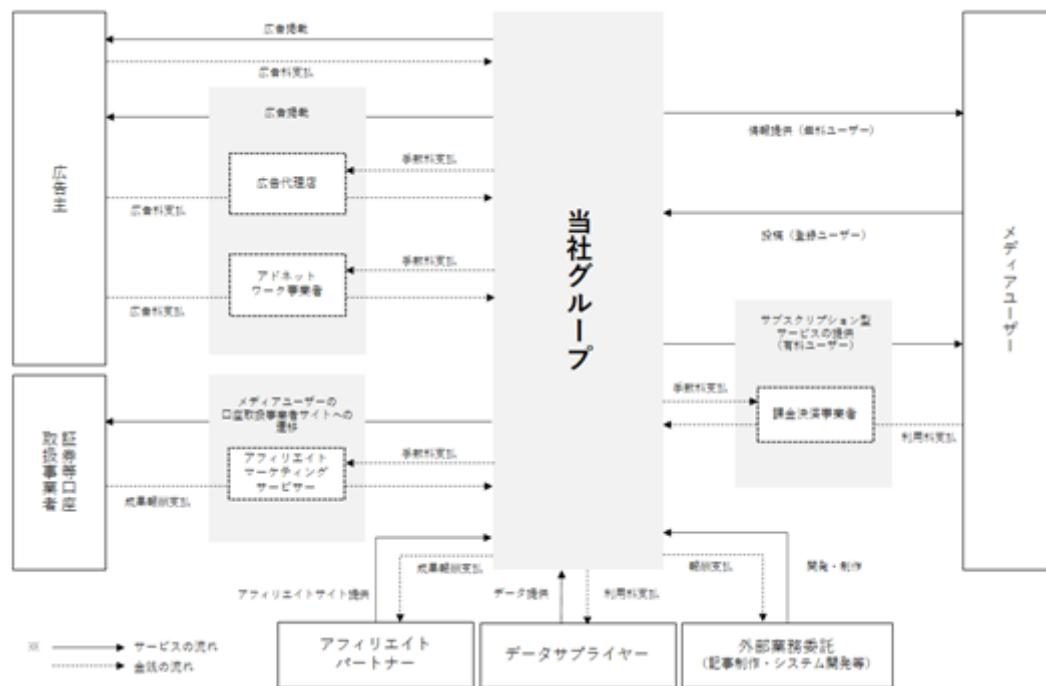 広告主
広告掲載
広告料支払
広告掲載
手数料支払
広告代理店
広告料支払
手数料支払
アドネット
ワーク事業者
広告料支払
証券等口座
取扱事業者
メディアユーザーの
口座取扱事業者サイトへの
遷移
手数料支払
アフィリエイト
マーケティング
サービサー
成果報酬支払
当社グループ
情報提供(無料ユーザー)
投稿(登録ユーザー)
サブスクリプション型
サービスの提供
(有料ユーザー)
手数料支払
課金決済事業者
利用料支払
メディアユーザー
アフィリエイトサイト提供
成果報酬支払
データ提供
利用料支払
報酬支払
開発・制作
アフィリエイト
パートナー
データサプライヤー
外部業務委託
(記事制作・システム開発等)
※
サービスの流れ
金銭の流れ